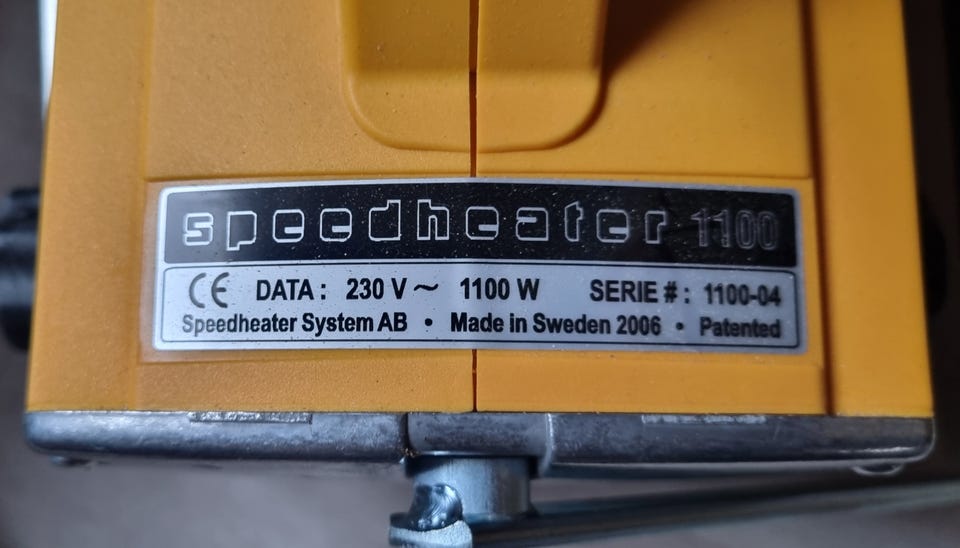 speedheater 1100
CE DATA : 230 V ~ 1100 W SERIE # : 1100-04
Speedheater System AB • Made in Sweden 2006 • Patented